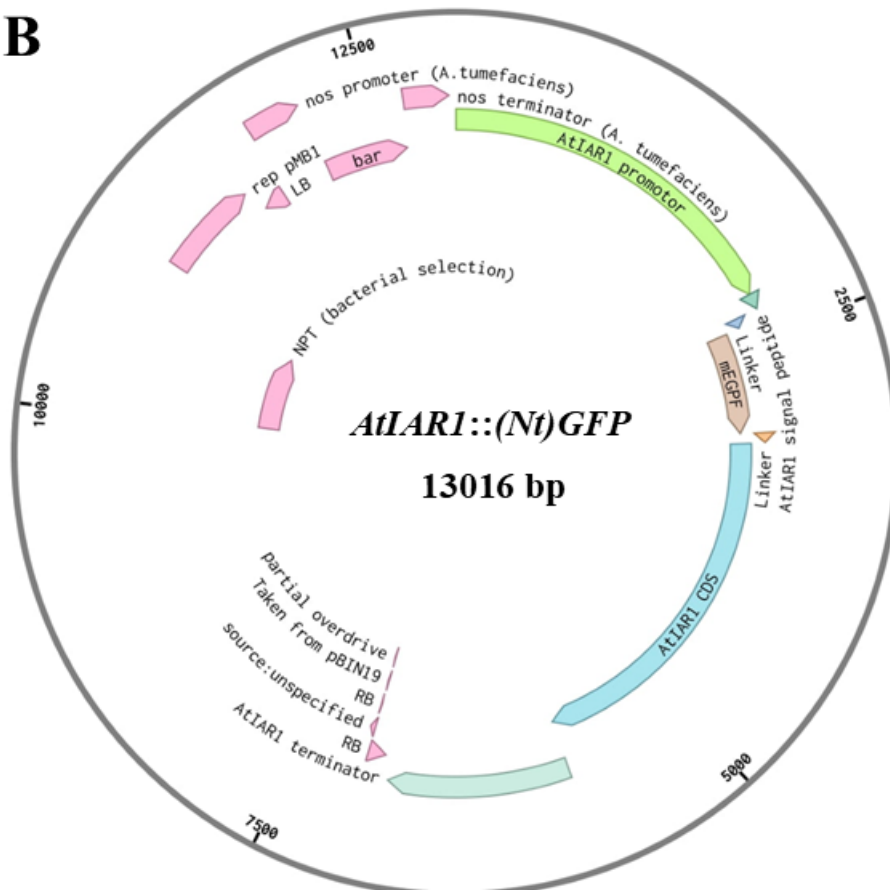 B
12500
nos promoter (A.tumefaciens)
nos terminator (A. tumefaciens)
AtIAR1 promotor
rep pMB1
LB
bar
NPT (bacterial selection)
2500
AtIAR1 signal peptide
Linker
mEGPF
Linker
10000
AtIAR1::(Nt)GFP
13016 bp
AtIAR1 CDS
partial overdrive
Taken from pBIN19
RB
source:unspecified
RB
AtIAR1 terminator
5000
7500